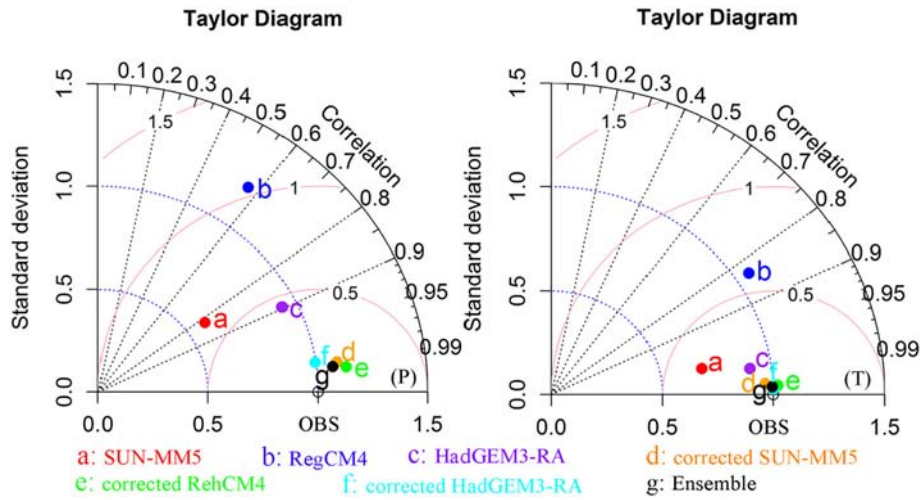 Taylor Diagram
Standard deviation
1.5
1.0
0.5
0.0
0.0
0.5
OBS
1.5
0.1
0.2
0.3
0.4
0.5
0.6
0.7
0.8
0.9
0.95
0.99
Correlation
1.5
1
0.5
a
b
c
d
e
f
g
(P)
Taylor Diagram
Standard deviation
1.5
1.0
0.5
0.0
0.0
0.5
OBS
1.5
0.1
0.2
0.3
0.4
0.5
0.6
0.7
0.8
0.9
0.95
0.99
Correlation
1.5
1
0.5
a
b
c
d
e
f
g
(T)
a: SUN-MM5 b: RegCM4 c: HadGEM3-RA d: corrected SUN-MM5
e: corrected RehCM4 f: corrected HadGEM3-RA g: Ensemble